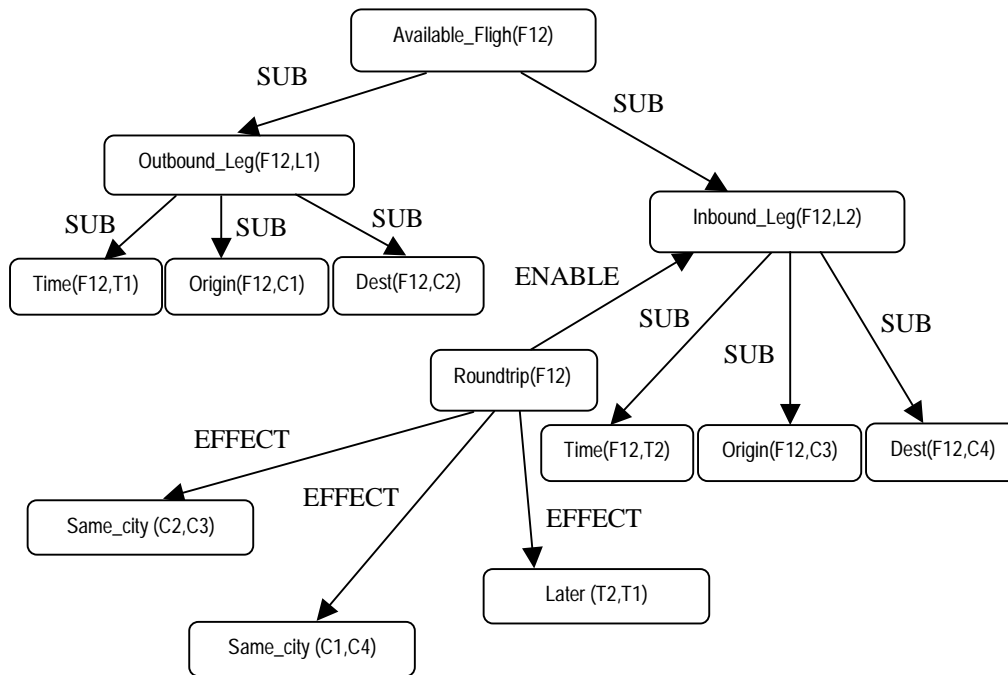 Available_Fligh(F12)
SUB
SUB
Outbound_Leg(F12,L1)
Inbound_Leg(F12,L2)
SUB
SUB
SUB
Time(F12,T1)
Origin(F12,C1)
Dest(F12,C2)
ENABLE
SUB
SUB
SUB
Roundtrip(F12)
EFFECT
Time(F12,T2)
Origin(F12,C3)
Dest(F12,C4)
EFFECT
EFFECT
Same_city (C2,C3)
Later (T2,T1)
Same_city (C1,C4)